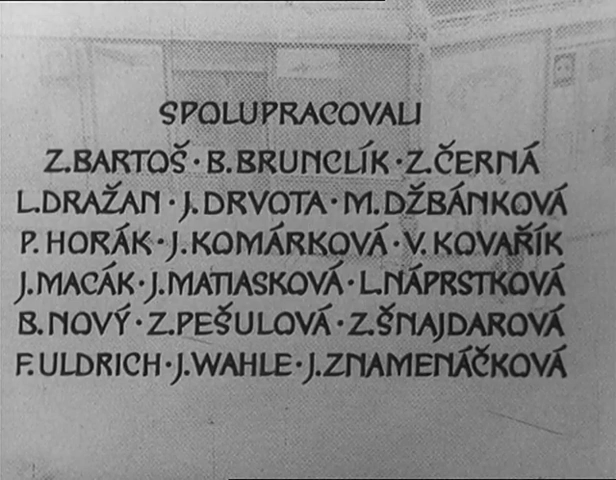 SPOLUPRACOVALI
Z.BARTOŠ·B.BRUNCLÍK·Z.ČERNÁ
L.DRAŽAN·J.DRVOTA·M.DŽBÁNKOVÁ
P.HORÁK·J.KOMÁRKOVÁ·V.KOVAŘÍK
J.MACÁK·J.MATIASKOVÁ·L.NÁPRSTKOVÁ
B.NOVÝ·Z.PEŠULOVÁ·Z.ŠNAJDAROVÁ
F.ULDRICH·J.WAHLE·J.ZNAMENÁČKOVÁ